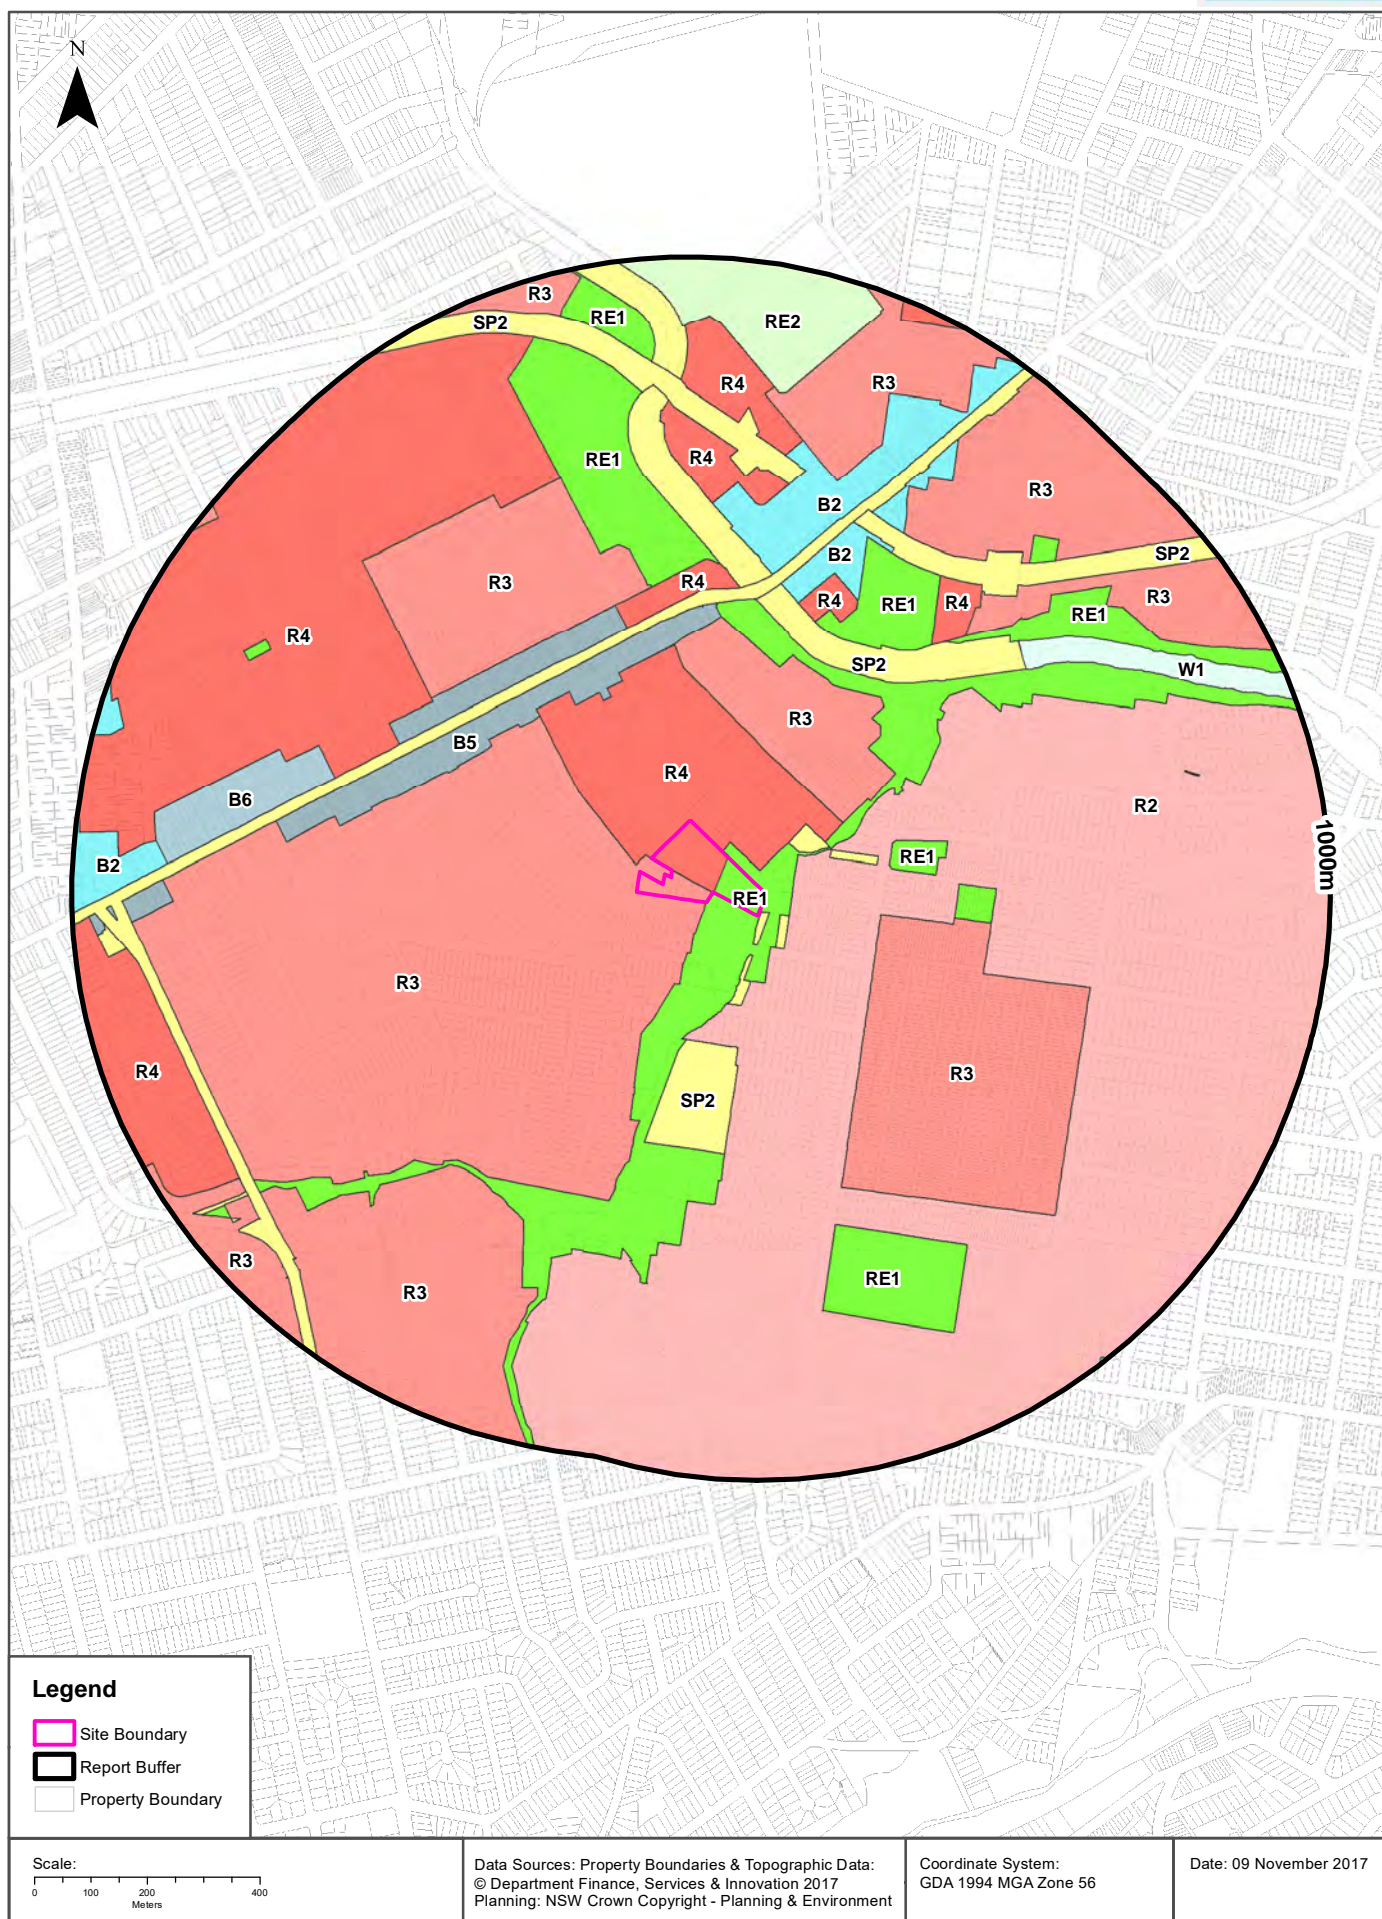 N
R3
RE1
SP2
RE2
R4
R3
RE1
R4
R3
B2
SP2
B2
R3
R4
R4
RE1
R4
R3
RE1
R4
SP2
W1
R3
B5
R4
B6
R2
1000m
B2
RE1
RE1
R3
R4
R3
SP2
R3
R3
RE1
Legend
Site Boundary
Report Buffer
Property Boundary
Scale:
0 100 200 400
Meters
Data Sources: Property Boundaries & Topographic Data:
© Department Finance, Services & Innovation 2017
Planning: NSW Crown Copyright - Planning & Environment
Coordinate System:
GDA 1994 MGA Zone 56
Date: 09 November 2017